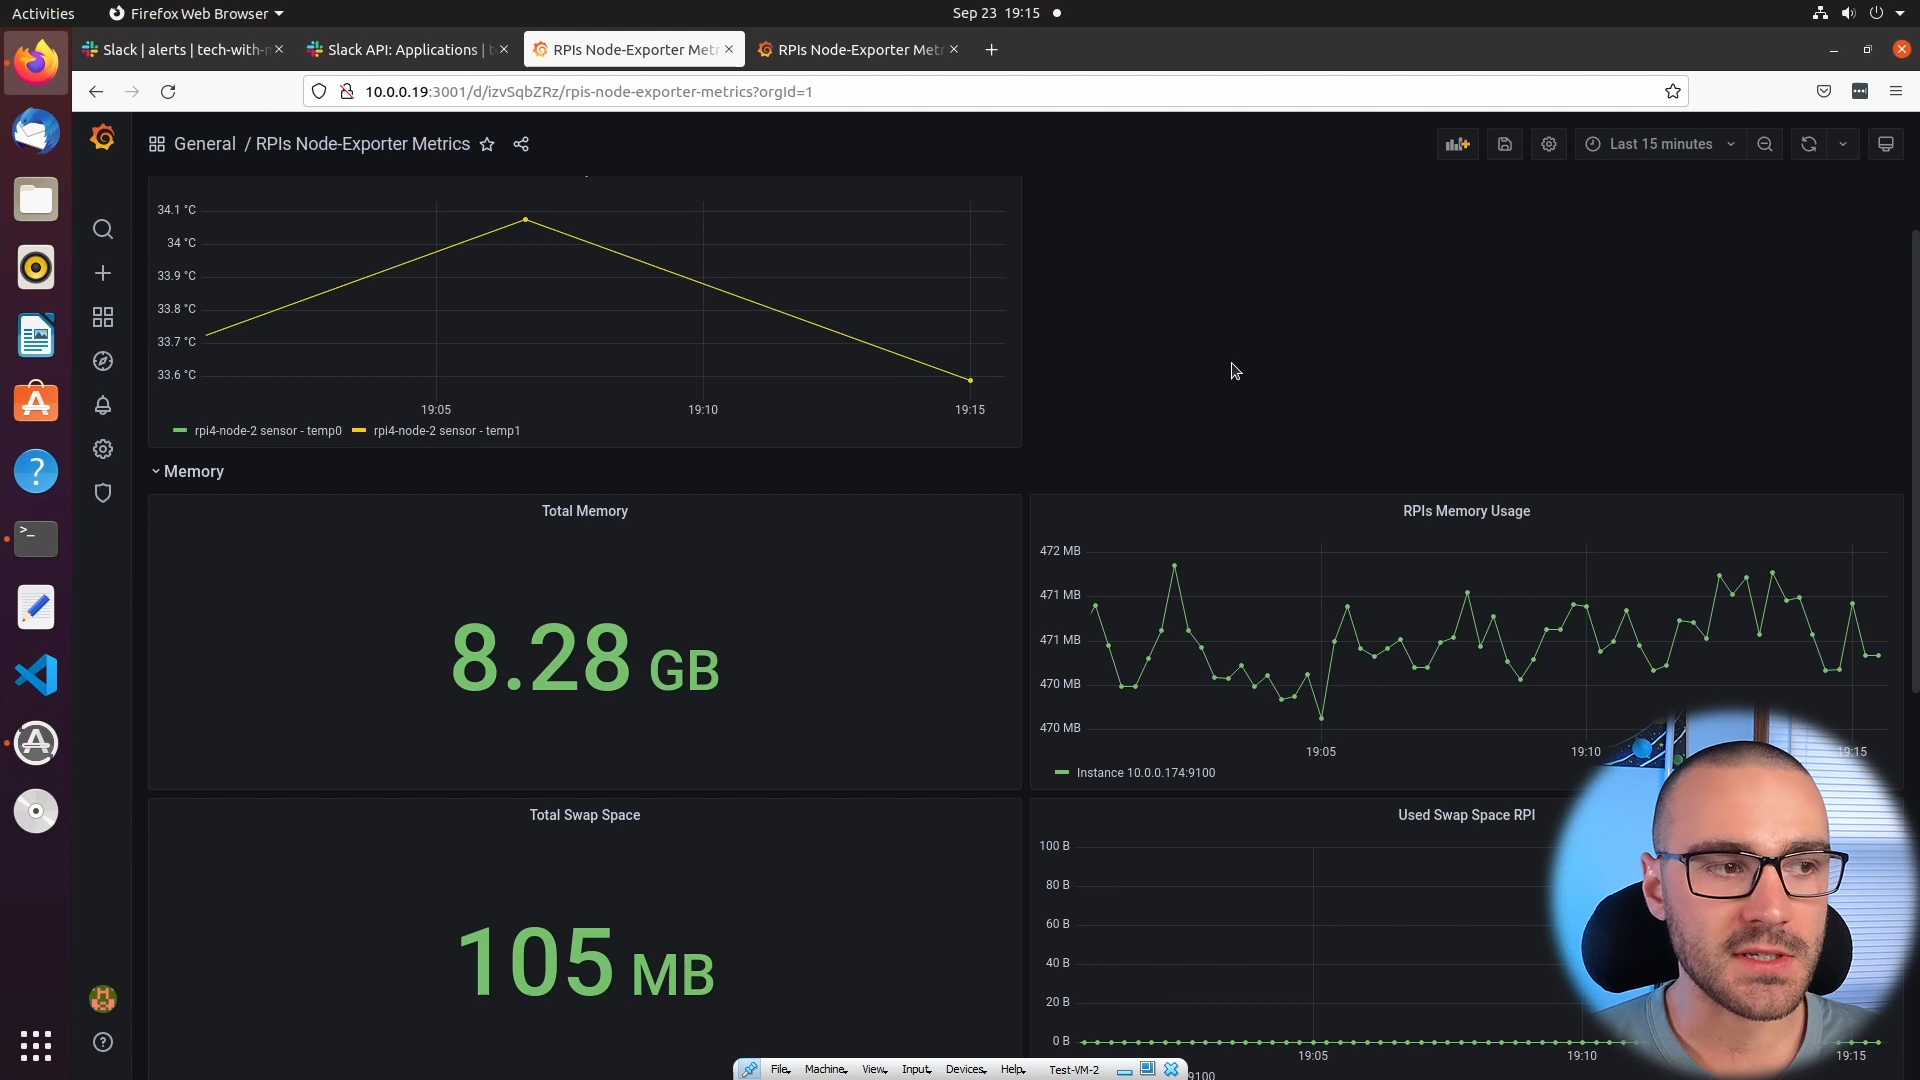 Activities
Firefox Web Browser
Sep 23 19:15
Slack | alerts | tech-with-
Slack API: Applications |
RPIs Node-Exporter Metr
RPIs Node-Exporter Metr
10.0.0.19:3001/d/izvSqbZRz/rpis-node-exporter-metrics?orgId=1
General / RPIs Node-Exporter Metrics
Last 15 minutes
34.1 °C
34 °C
33.9 °C
33.8 °C
33.7 °C
33.6 °C
19:05
19:10
19:15
rpi4-node-2 sensor - temp0
rpi4-node-2 sensor - temp1
Memory
Total Memory
8.28 GB
RPIs Memory Usage
472 MB
471 MB
471 MB
470 MB
470 MB
19:05
19:10
19:15
Instance 10.0.0.174:9100
Total Swap Space
105 MB
Used Swap Space RPI
100 B
80 B
60 B
40 B
20 B
0 B
19:05
19:10
19:15
File
Machine
View
Input
Devices
Help
Test-VM-2
9100